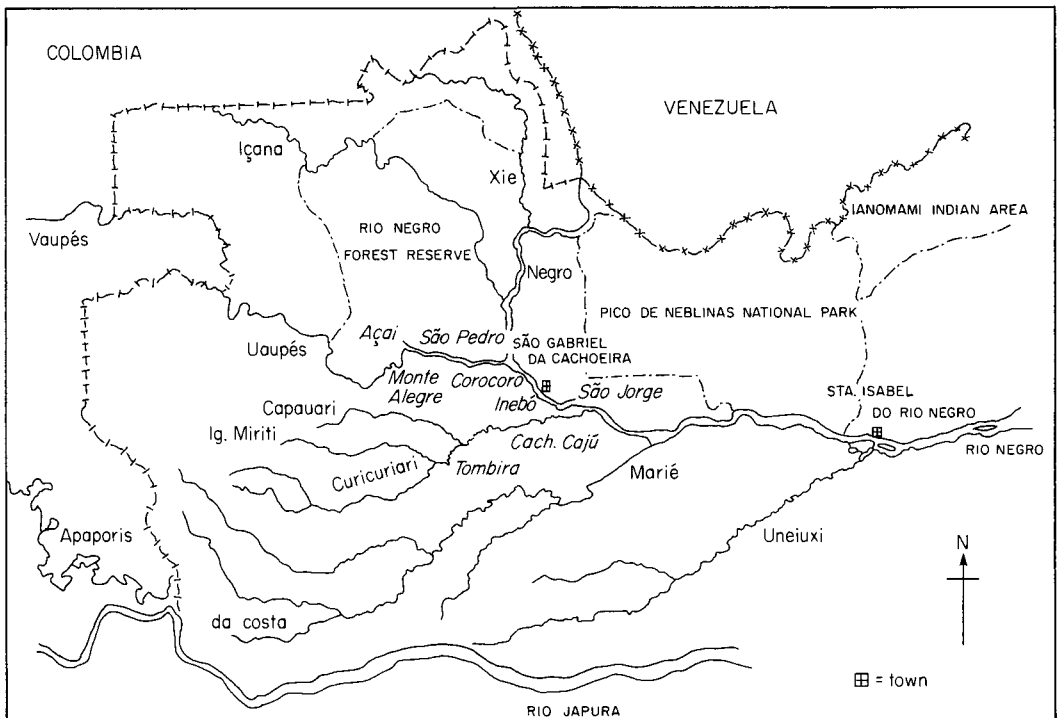 COLOMBIA
VENEZUELA
Içana
Xie
IANOMAMI INDIAN AREA
RIO NEGRO
FOREST RESERVE
Vaupés
Negro
PICO DE NEBLINAS NATIONAL PARK
Uaupés
Açai
São Pedro
SÃO GABRIEL
DA CACHOEIRA
Monte
Alegre
Corocoró
Inebó
São Jorge
STA. ISABEL
DO RIO NEGRO
Capauari
Ig. Miriti
Cach. Cajú
RIO NEGRO
Curicuriari
Tombira
Marié
Apaporis
Uneiuxi
N
da costa
= town
RIO JAPURA